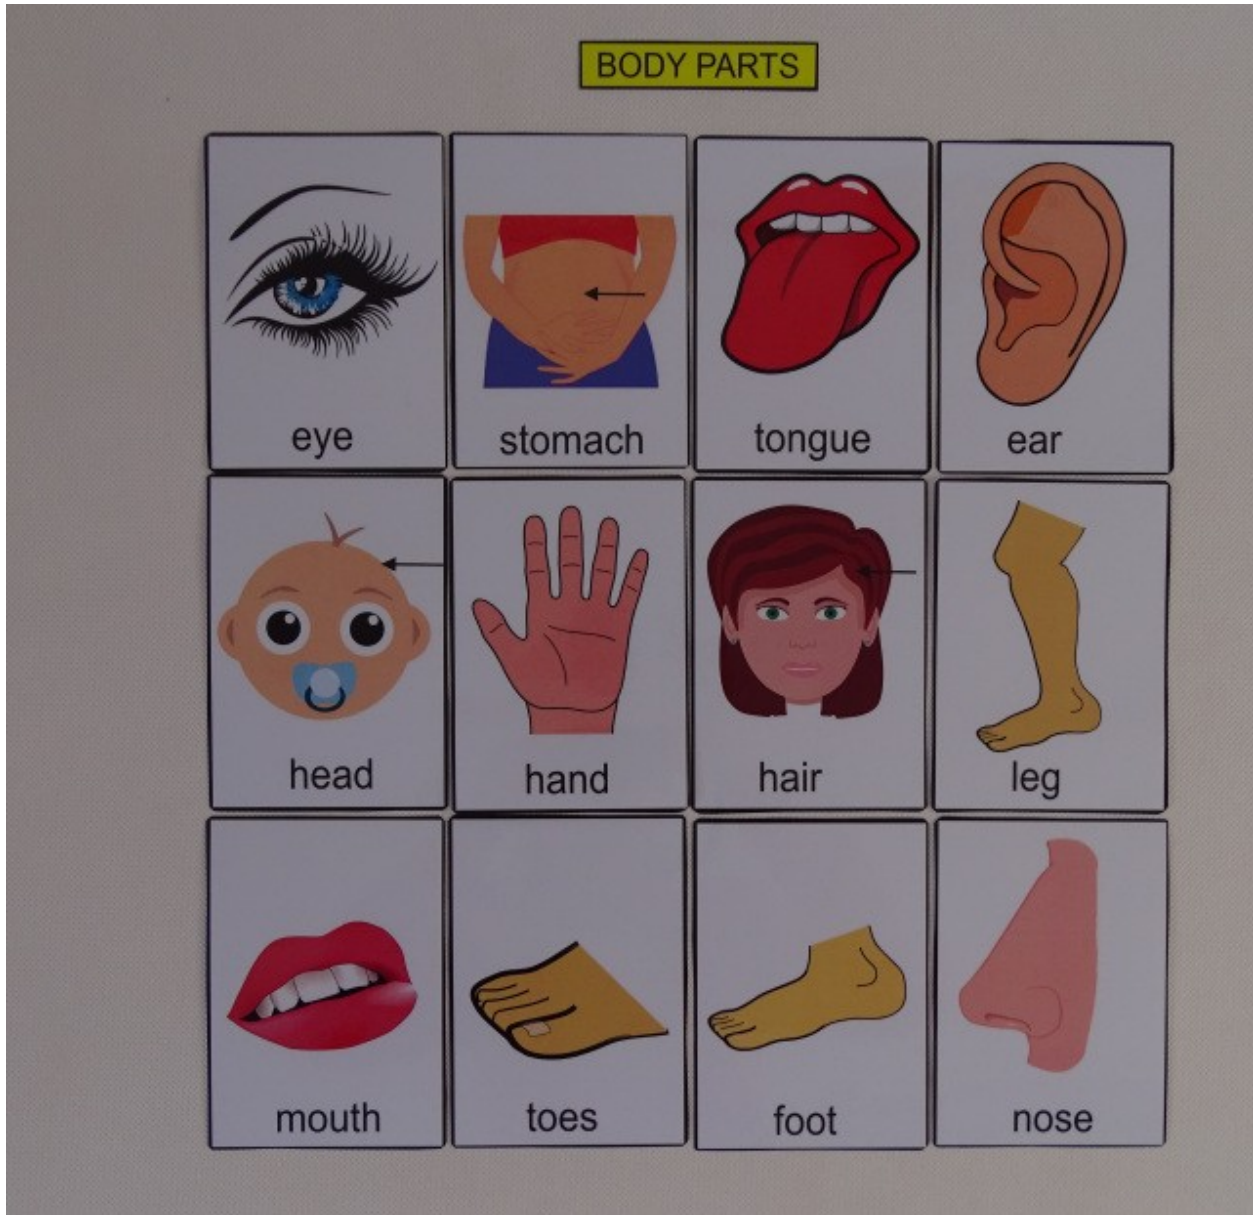 BODY PARTS
eye
stomach
tongue
ear
head
hand
hair
leg
mouth
toes
foot
nose